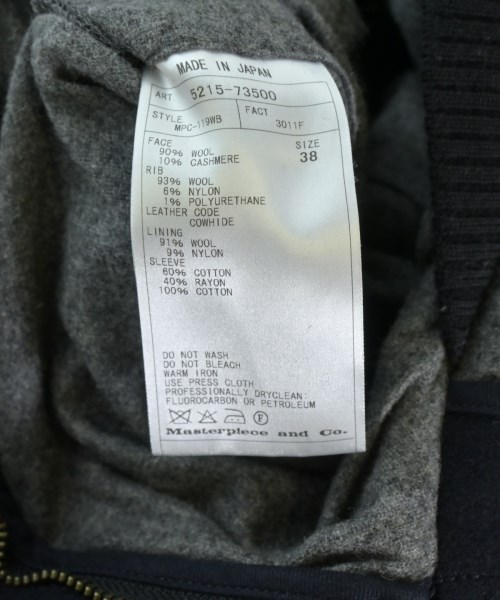 MADE IN JAPAN
ART 5215-73500
STYLE MPC-119WB FACT 3011F
FACE SIZE
90% WOOL 38
10% CASHMERE
RIB
93% WOOL
6% NYLON
1% POLYURETHANE
LEATHER CODE
COWHIDE
LINING
91% WOOL
9% NYLON
SLEEVE
60% COTTON
40% RAYON
100% COTTON
DO NOT WASH
DO NOT BLEACH
WARM IRON
USE PRESS CLOTH
PROFESSIONALLY DRYCLEAN:
FLUOROCARBON OR PETROLEUM
F
Masterpiece and Co.